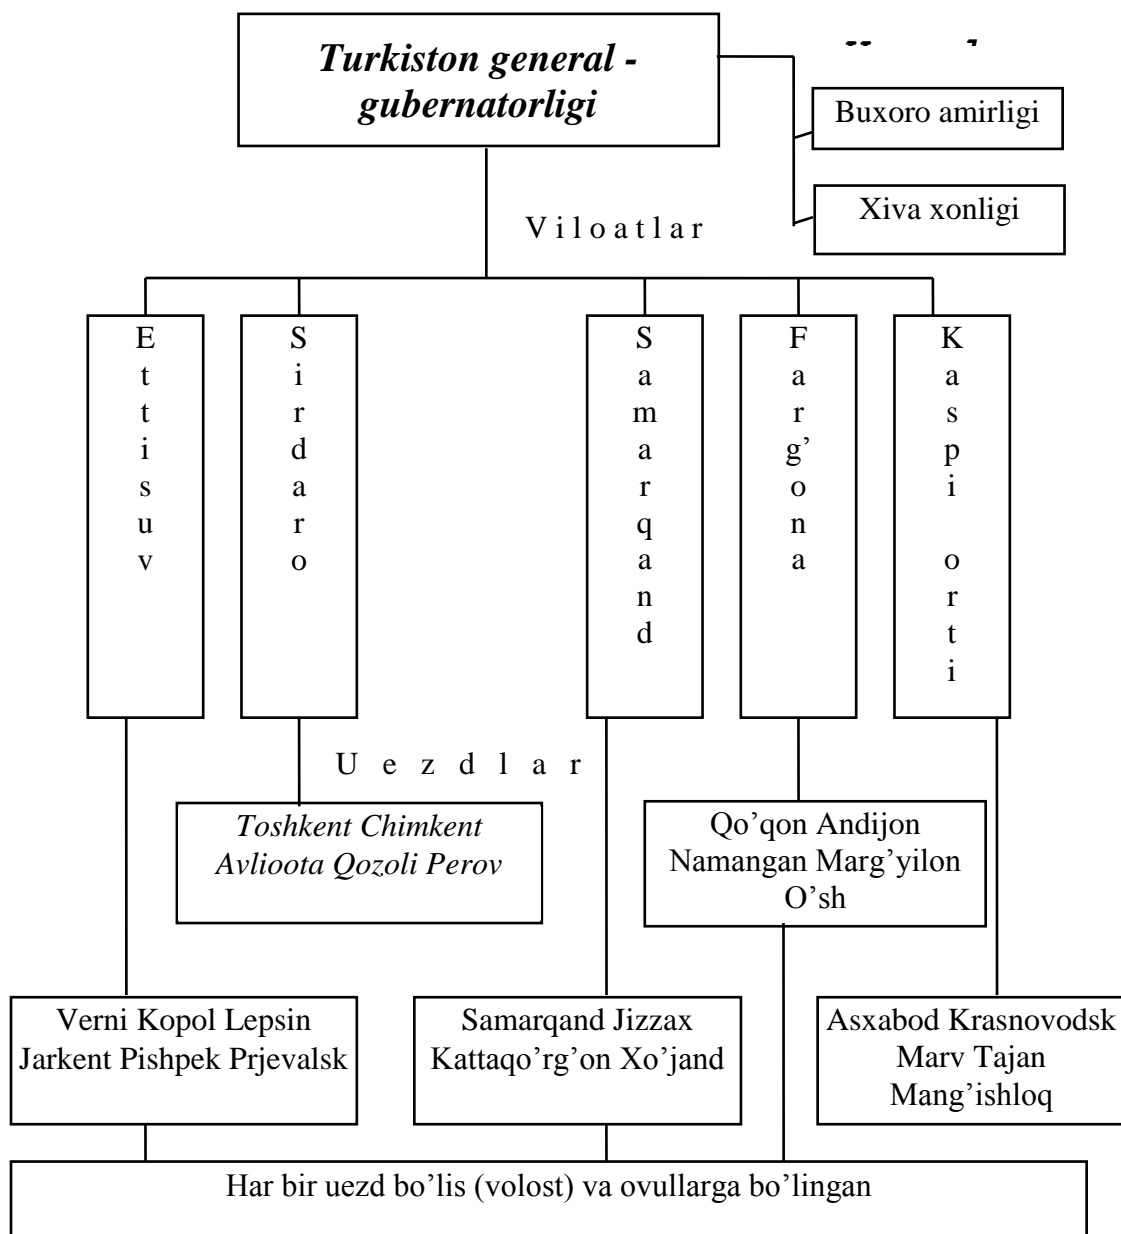 Turkiston general -
gubernatorligi
Buxoro amirligi
Xiva xonligi
Viloatlar
Ettisuv
Sirdaro
Samarqand
Farg’ona
Kaspi orti
Uezdlar
Toshkent Chimkent
Avlioota Qozoli Perov
Qo’qon Andijon
Namangan Marg’yilon
O’sh
Verni Kopol Lepsin
Jarkent Pishpek Prjevalsk
Samarqand Jizzax
Kattaqo’rg’on Xo’jand
Asxabod Krasnovodsk
Marv Tajan
Mang’ishloq
Har bir uezd bo’lis (volost) va ovullarga bo’lingan